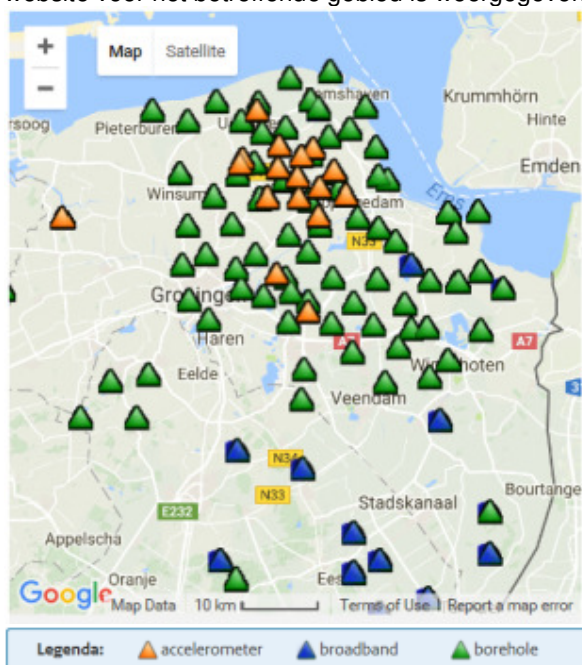 website voor het betreffende gebied is weergegeven
+
Map Satellite
−
Krummhörn
Hinte
Pieterburen
Emden
Winsum
Ems
N33
Groningen
Haren
A7
Eelde
Veendam
N34
N33
E232
Stadskanaal
Bourtange
Appelscha
Oranje
Google
Map Data 10 km Terms of Use Report a map error
Legenda: accelerometer broadband borehole